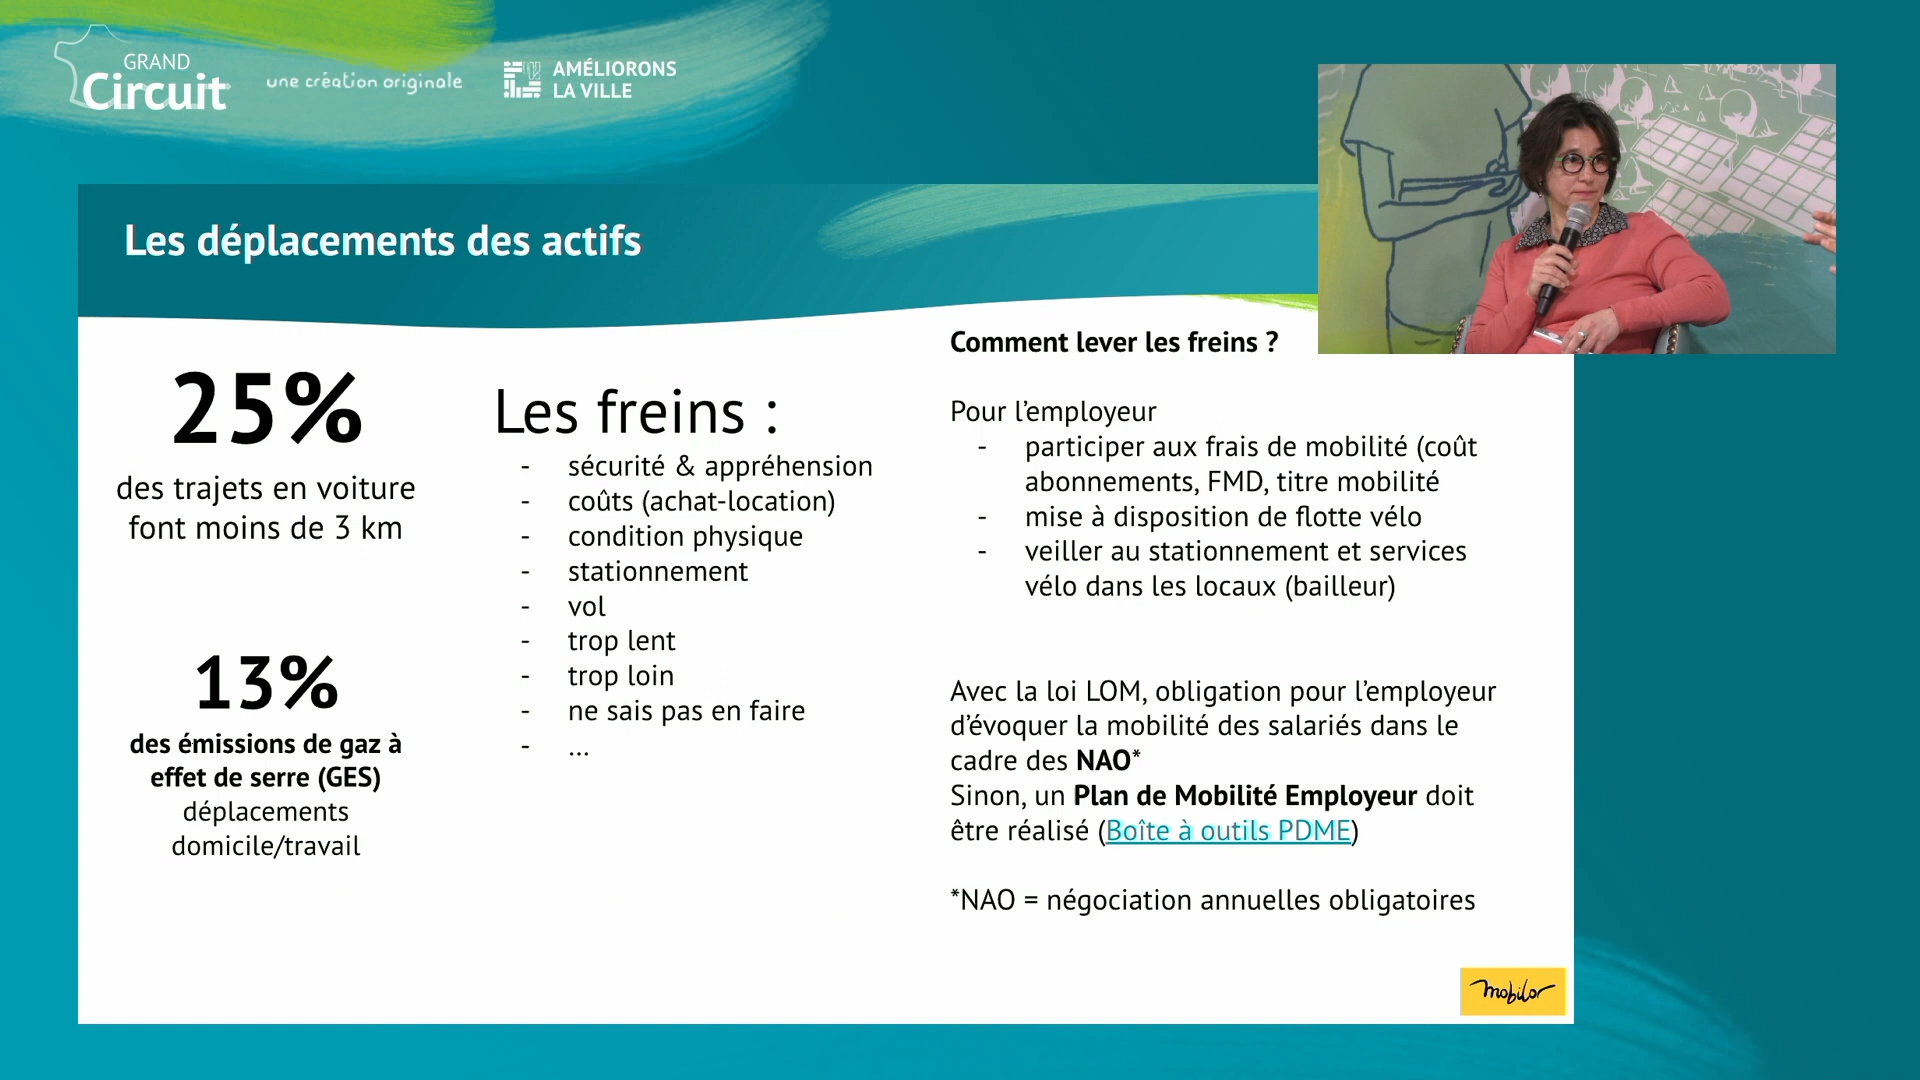 GRAND
Circuit
une création originale
AMÉLIORONS
LA VILLE
Les déplacements des actifs
25%
des trajets en voiture
font moins de 3 km
13%
des émissions de gaz à
effet de serre (GES)
déplacements
domicile/travail
Les freins :
- sécurité & appréhension
- coûts (achat-location)
- condition physique
- stationnement
- vol
- trop lent
- trop loin
- ne sais pas en faire
- ...
Comment lever les freins ?
Pour l’employeur
- participer aux frais de mobilité (coût
abonnements, FMD, titre mobilité
- mise à disposition de flotte vélo
- veiller au stationnement et services
vélo dans les locaux (bailleur)
Avec la loi LOM, obligation pour l’employeur
d’évoquer la mobilité des salariés dans le
cadre des NAO*
Sinon, un Plan de Mobilité Employeur doit
être réalisé (Boîte à outils PDME)
*NAO = négociation annuelles obligatoires
mobilor